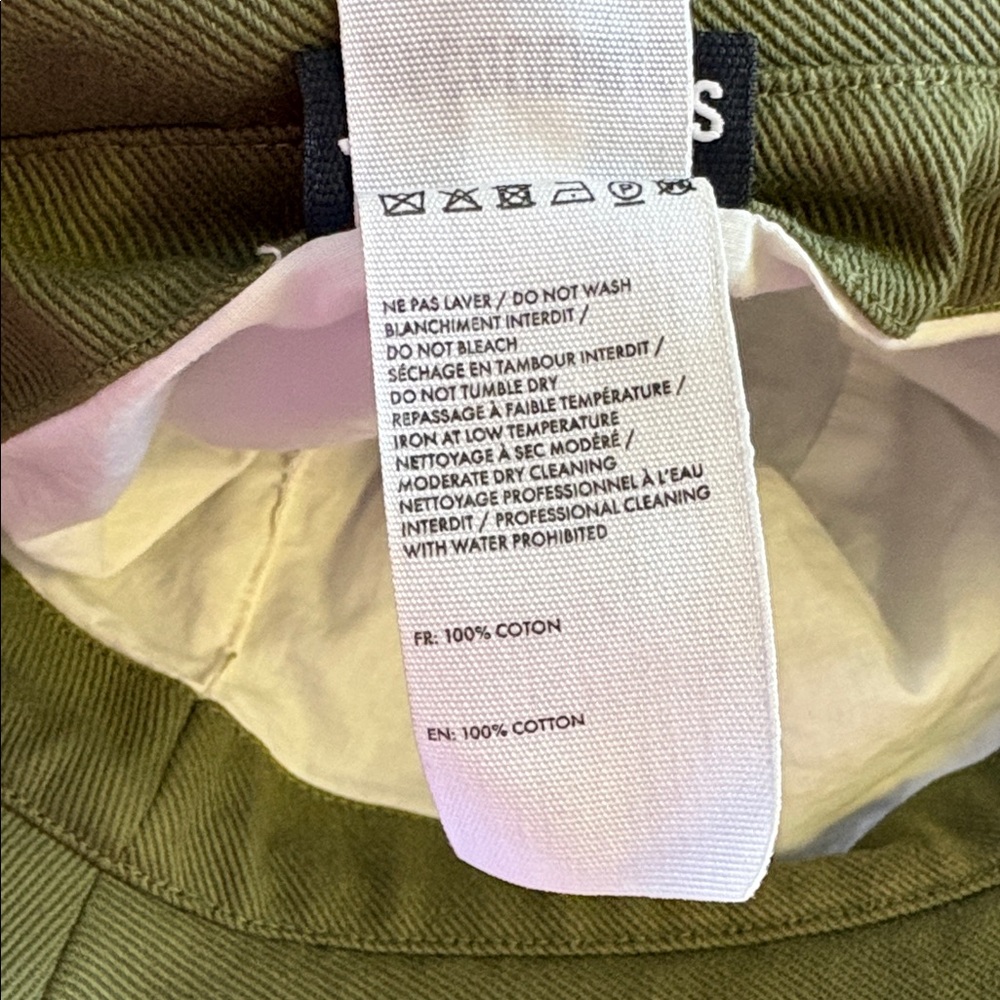 S
P
NE PAS LAVER / DO NOT WASH
BLANCHIMENT INTERDIT /
DO NOT BLEACH
SÉCHAGE EN TAMBOUR INTERDIT /
DO NOT TUMBLE DRY
REPASSAGE À FAIBLE TEMPÉRATURE /
IRON AT LOW TEMPERATURE
NETTOYAGE À SEC MODÉRÉ /
MODERATE DRY CLEANING
NETTOYAGE PROFESSIONNEL À L'EAU
INTERDIT / PROFESSIONAL CLEANING
WITH WATER PROHIBITED
FR: 100% COTON
EN: 100% COTTON